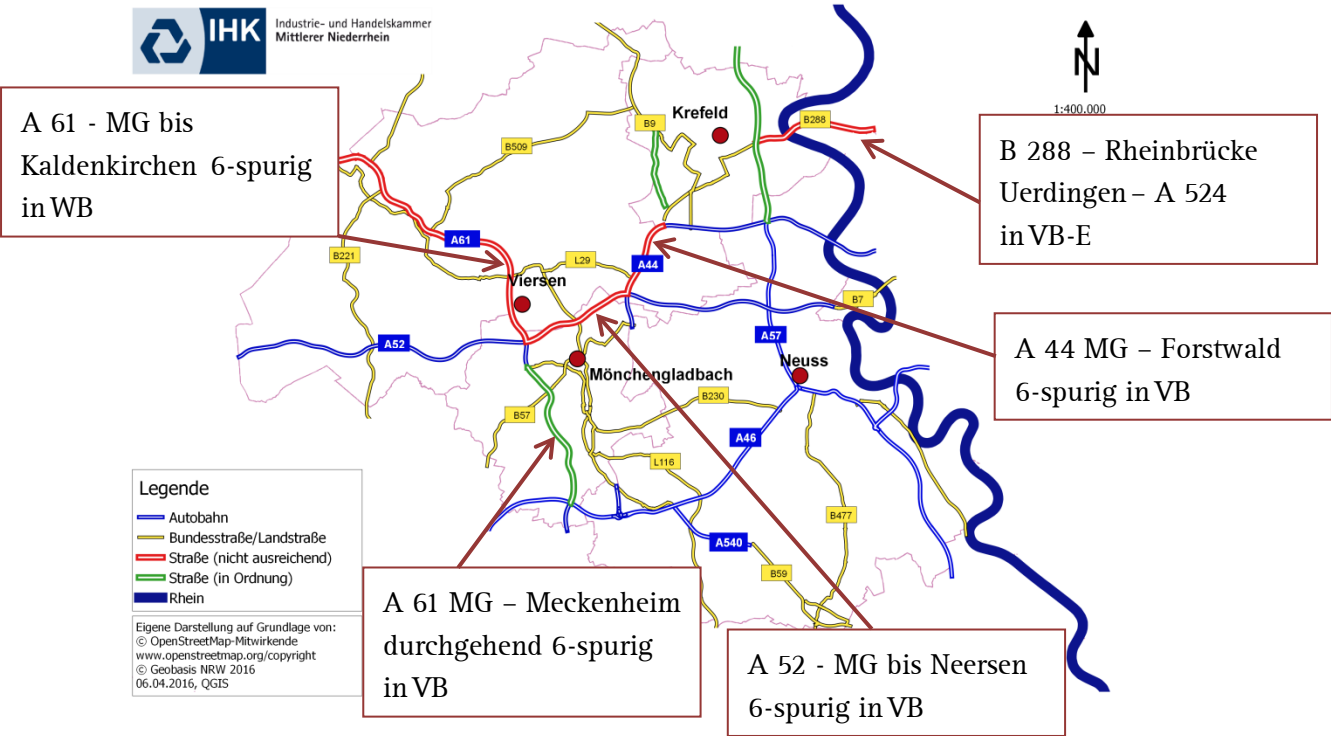 IHK
Industrie- und Handelskammer
Mittlerer Niederrhein
N
1:400.000
A 61 - MG bis
Kaldenkirchen 6-spurig
in WB
B 288 – Rheinbrücke
Uerdingen – A 524
in VB-E
A 44 MG – Forstwald
6-spurig in VB
A 61 MG – Meckenheim
durchgehend 6-spurig
in VB
A 52 - MG bis Neersen
6-spurig in VB
Krefeld
B9
B288
B509
A61
B221
L29
A44
Viersen
B7
A52
A57
Neuss
Mönchengladbach
B230
B57
A46
L116
B477
A540
B59
Legende
Autobahn
Bundesstraße/Landstraße
Straße (nicht ausreichend)
Straße (in Ordnung)
Rhein
Eigene Darstellung auf Grundlage von:
© OpenStreetMap-Mitwirkende
www.openstreetmap.org/copyright
© Geobasis NRW 2016
06.04.2016, QGIS